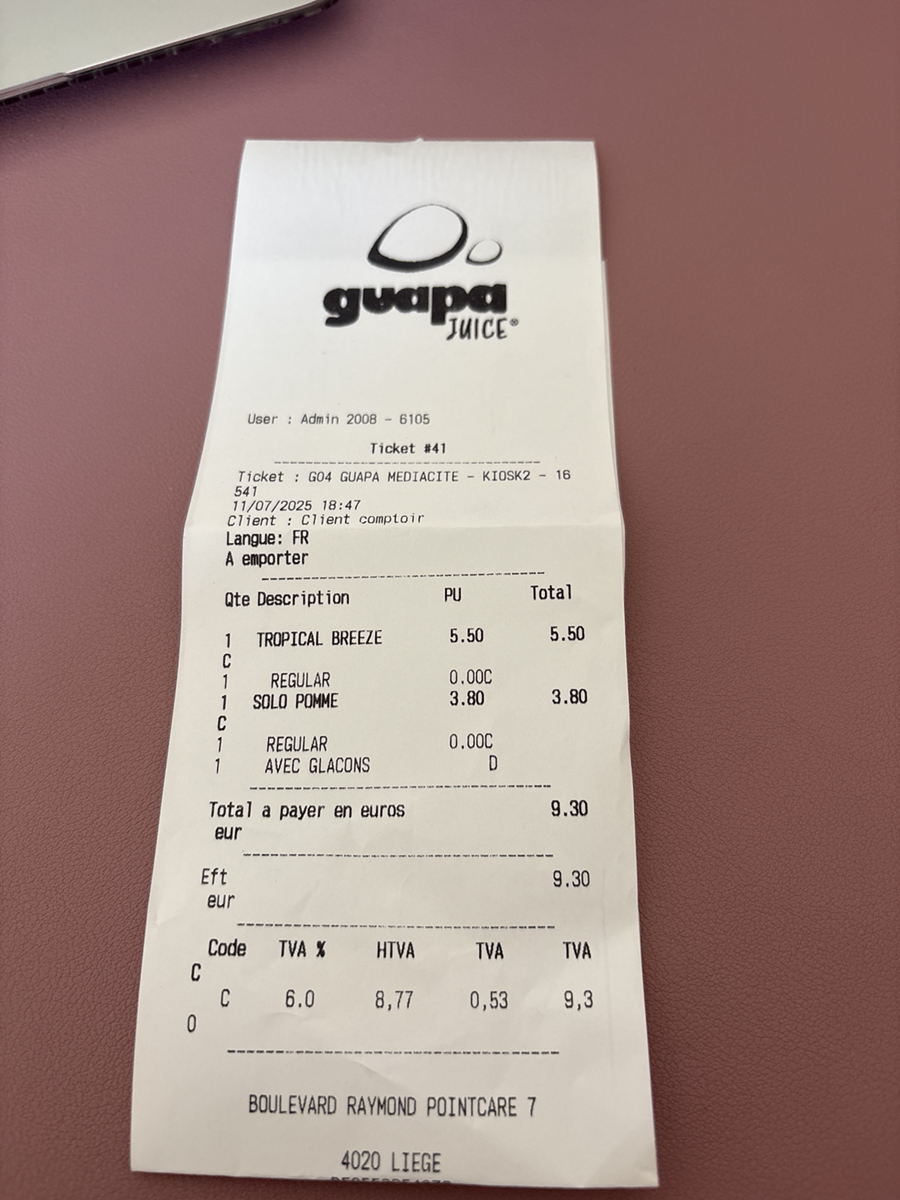 guapa
JUICE®
User : Admin 2008 - 6105
Ticket #41
Ticket : G04 GUAPA MEDIACITE - KIOSK2 - 16
541
11/07/2025 18:47
Client : Client comptoir
Langue: FR
A emporter
Qte Description PU Total
1 TROPICAL BREEZE 5.50 5.50
C
1 REGULAR 0.00C
1 SOLO POMME 3.80 3.80
C
1 REGULAR 0.00C
1 AVEC GLACONS D
Total a payer en euros 9.30
eur
Eft 9.30
eur
Code TVA % HTVA TVA TVA
C
C 6.0 8,77 0,53 9,3
0
BOULEVARD RAYMOND POINTCARE 7
4020 LIEGE